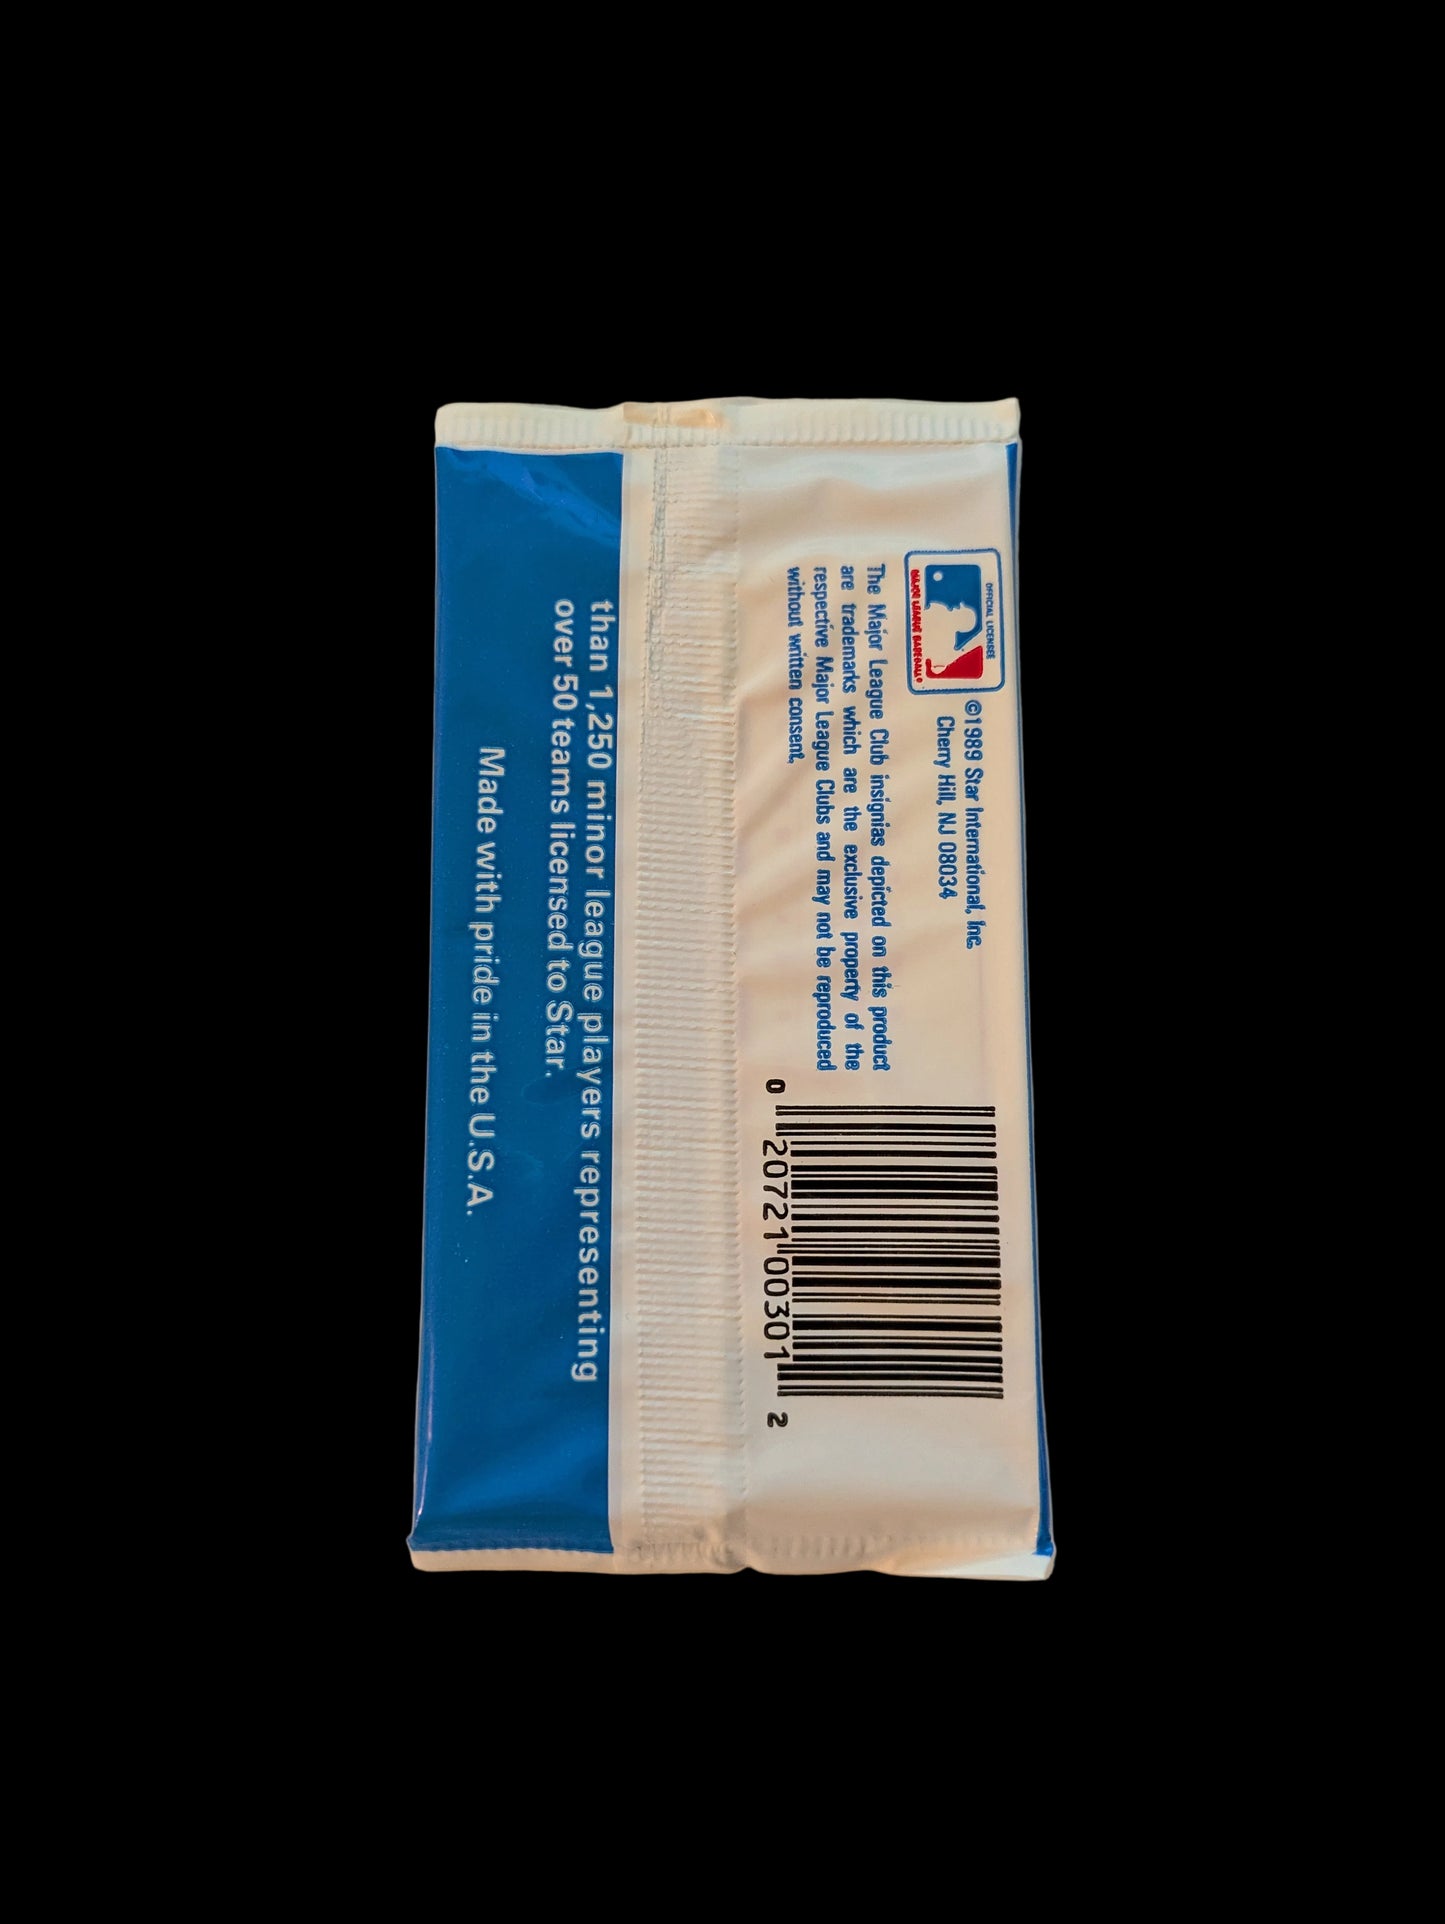 OFFICIAL LICENSEE
MAJOR LEAGUE BASEBALL®
©1989 Star International, Inc.
Cherry Hill, NJ 08034
The Major League Club insignias depicted on this product
are trademarks which are the exclusive property of the
respective Major League Clubs and may not be reproduced
without written consent.
0 20721 00301 2
than 1,250 minor league players representing
over 50 teams licensed to Star.
Made with pride in the U.S.A.